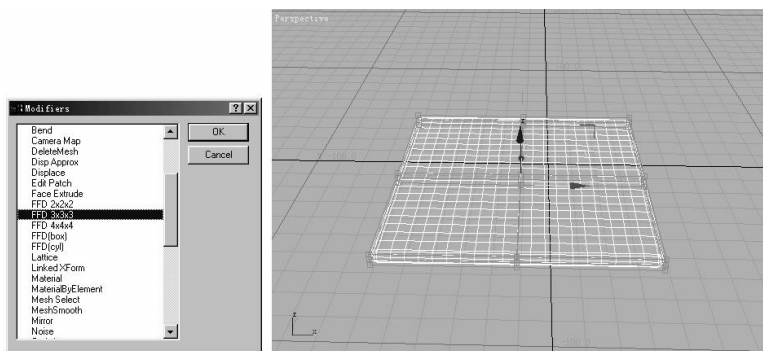 Modifiers
OK
Cancel
Bend
Camera Map
DeleteMesh
Disp Approx
Displace
Edit Patch
Face Extrude
FFD 2x2x2
FFD 3x3x3
FFD 4x4x4
FFD(box)
FFD(cyl)
Lattice
Linked XForm
Material
MaterialByElement
Mesh Select
MeshSmooth
Mirror
Noise
Perspective
z
x